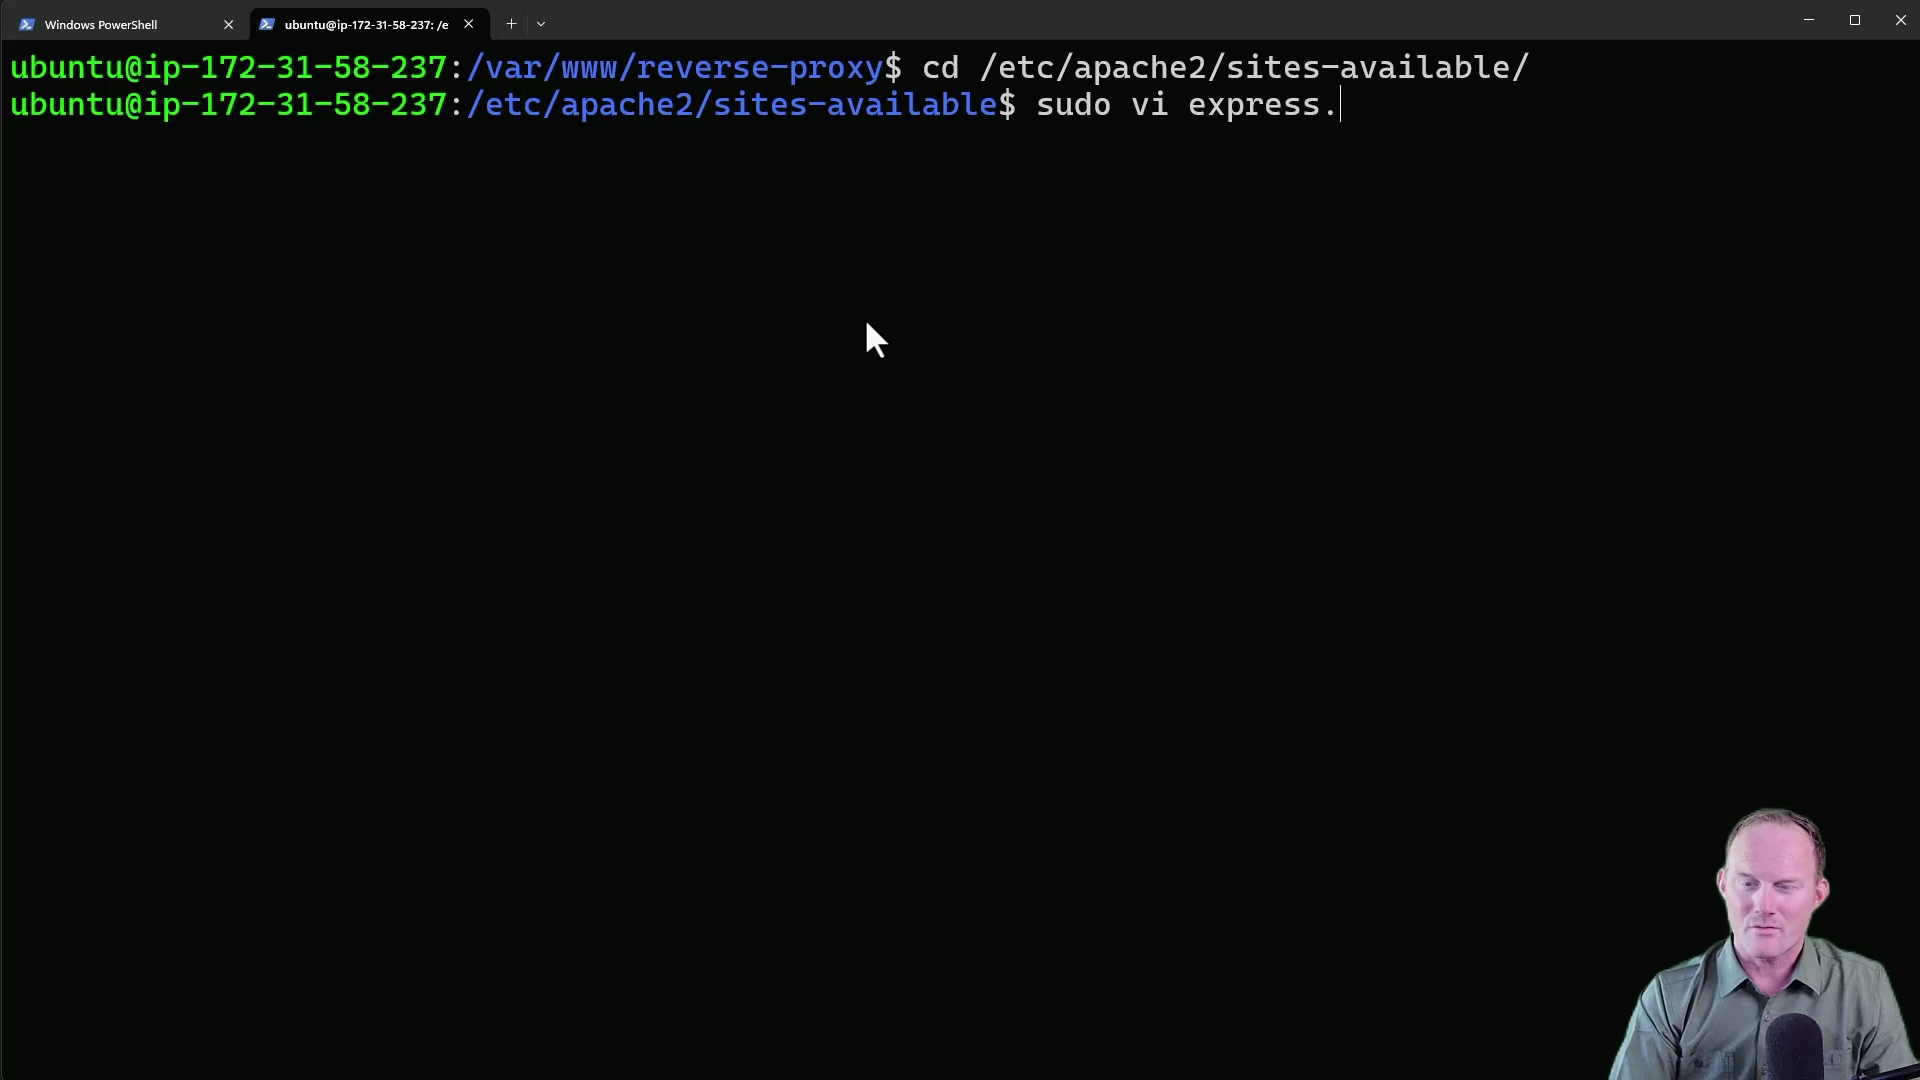 Windows PowerShell
ubuntu@ip-172-31-58-237: /e
ubuntu@ip-172-31-58-237:/var/www/reverse-proxy$ cd /etc/apache2/sites-available/
ubuntu@ip-172-31-58-237:/etc/apache2/sites-available$ sudo vi express.